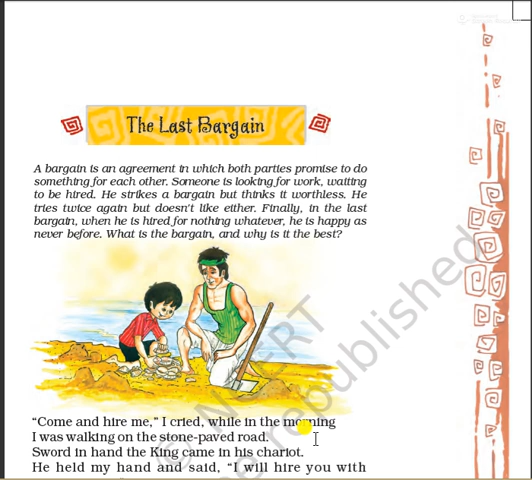 The Last Bargain
A bargain is an agreement in which both parties promise to do
something for each other. Someone is looking for work, waiting
to be hired. He strikes a bargain but thinks it worthless. He
tries twice again but doesn't like either. Finally, in the last
bargain, when he is hired for nothing whatever, he is happy as
never before. What is the bargain, and why is it the best?
“Come and hire me,” I cried, while in the morning
I was walking on the stone-paved road.
Sword in hand the King came in his chariot.
He held my hand and said, “I will hire you with
© NCERT
republished